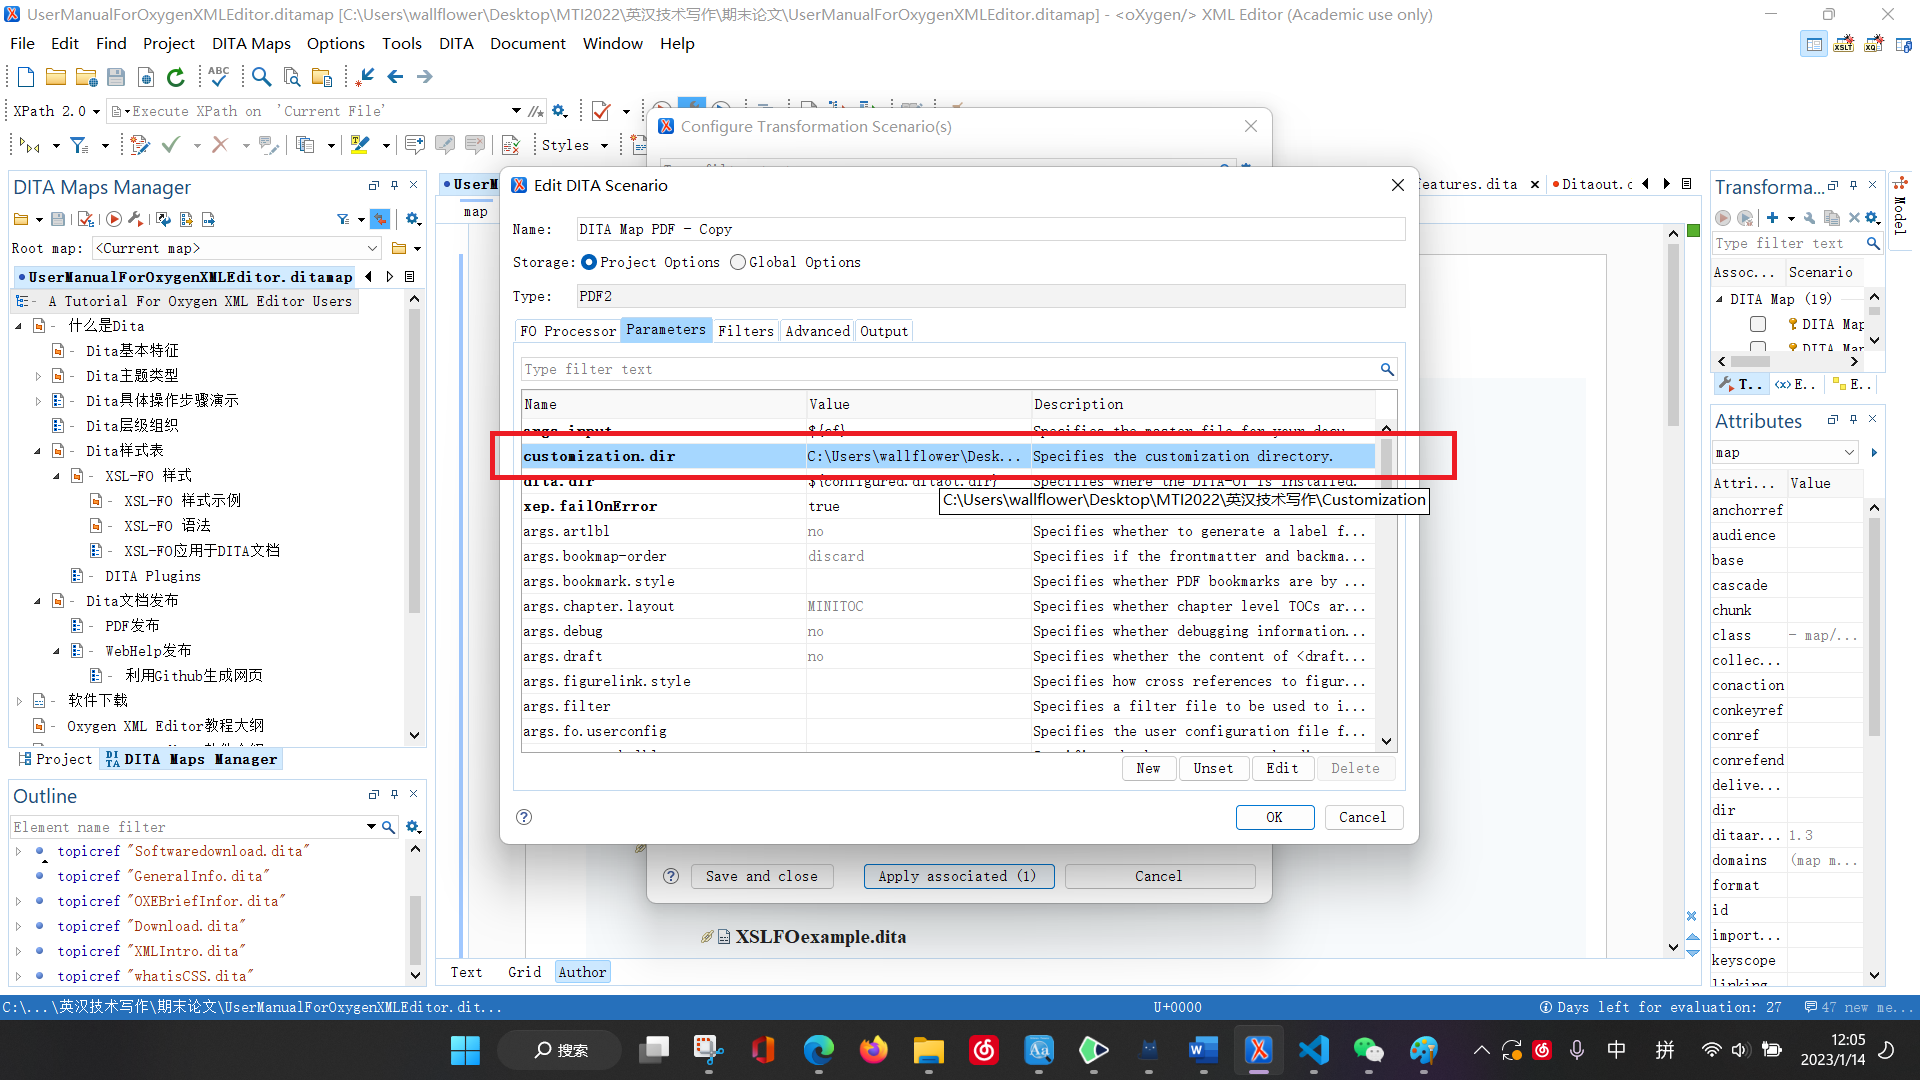 UserManualForOxygenXMLEditor.ditamap [C:\Users\wallflower\Desktop\MTI2022\英汉技术写作\期末论文\UserManualForOxygenXMLEditor.ditamap] - <oXygen/> XML Editor (Academic use only)
File Edit Find Project DITA Maps Options Tools DITA Document Window Help
XPath 2.0 Execute XPath on 'Current File'
Styles
Configure Transformation Scenario(s)
DITA Maps Manager
Root map: <Current map>
UserManualForOxygenXMLEditor.ditamap
A Tutorial For Oxygen XML Editor Users
什么是Dita
Dita基本特征
Dita主题类型
Dita具体操作步骤演示
Dita层级组织
Dita样式表
XSL-FO 样式
XSL-FO 样式示例
XSL-FO 语法
XSL-FO应用于DITA文档
DITA Plugins
Dita文档发布
PDF发布
WebHelp发布
利用Github生成网页
软件下载
Oxygen XML Editor教程大纲
Project DITA Maps Manager
Outline
Element name filter
topicref "Softwaredownload.dita"
topicref "GeneralInfo.dita"
topicref "OXEBriefInfor.dita"
topicref "Download.dita"
topicref "XMLIntro.dita"
topicref "whatisCSS.dita"
UserM
map
features.dita
Ditaout.
Edit DITA Scenario
Name: DITA Map PDF - Copy
Storage: Project Options Global Options
Type: PDF2
FO Processor Parameters Filters Advanced Output
Type filter text
Name Value Description
args.input ${cf} Specifies the master file for your docu...
customization.dir C:\Users\wallflower\Desk... Specifies the customization directory.
dita.dir ${configured.ditaot.dir} Specifies where the DITA-OT is installed.
C:\Users\wallflower\Desktop\MTI2022\英汉技术写作\Customization
xep.failOnError true
args.artlbl no Specifies whether to generate a label f...
args.bookmap-order discard Specifies if the frontmatter and backma...
args.bookmark.style Specifies whether PDF bookmarks are by ...
args.chapter.layout MINITOC Specifies whether chapter level TOCs ar...
args.debug no Specifies whether debugging information...
args.draft no Specifies whether the content of <draft...
args.figurelink.style Specifies how cross references to figur...
args.filter Specifies a filter file to be used to i...
args.fo.userconfig Specifies the user configuration file f...
New Unset Edit Delete
OK Cancel
Save and close Apply associated (1) Cancel
XSLFOexample.dita
Text Grid Author
Transforma...
Type filter text
Assoc... Scenario
DITA Map (19)
DITA Map
DITA Map
T.. E.. E..
Model
Attributes
map
Attri... Value
anchorref
audience
base
cascade
chunk
class - map/...
collec...
conaction
conkeyref
conref
conrefend
delive...
dir
ditaar... 1.3
domains (map m...
format
id
import...
keyscope
linking
C:\...\英汉技术写作\期末论文\UserManualForOxygenXMLEditor.dit...
U+0000
Days left for evaluation: 27
47 new me...
搜索
中 拼
12:05
2023/1/14